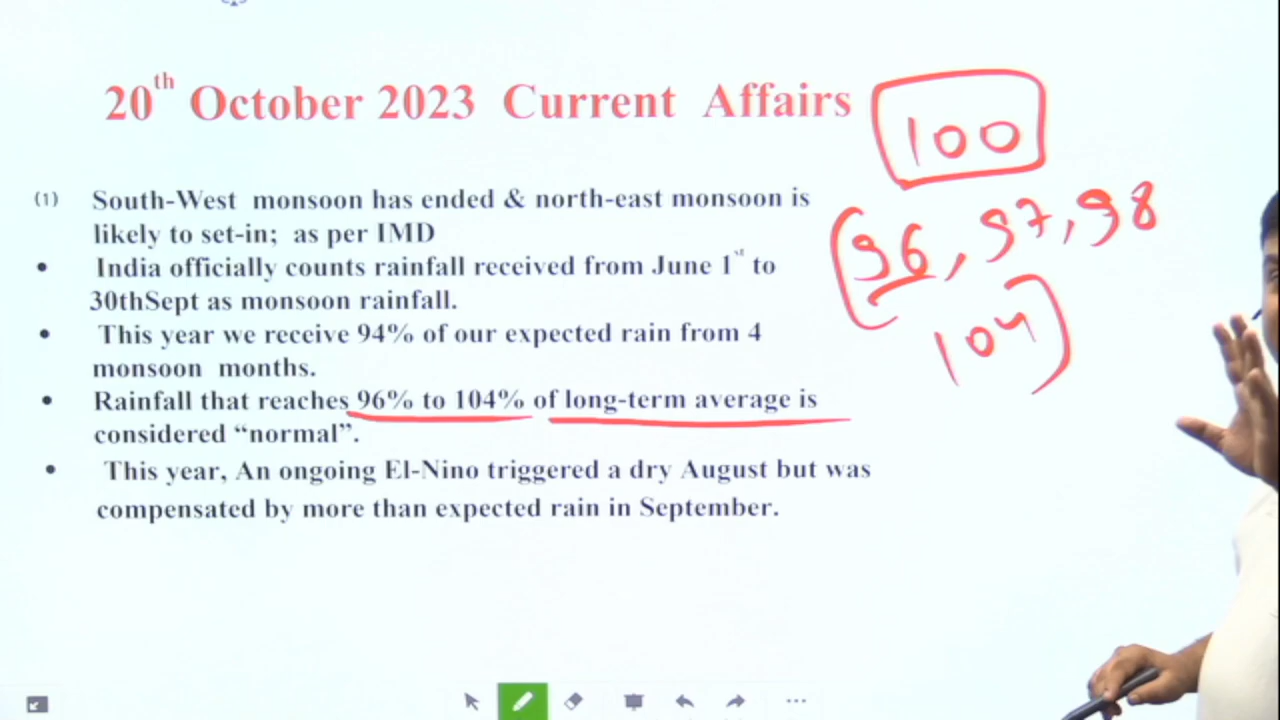 20th October 2023 Current Affairs
100
(1) South-West monsoon has ended & north-east monsoon is
likely to set-in; as per IMD
• India officially counts rainfall received from June 1st to
30thSept as monsoon rainfall.
• This year we receive 94% of our expected rain from 4
monsoon months.
• Rainfall that reaches 96% to 104% of long-term average is
considered “normal”.
• This year, An ongoing El-Nino triggered a dry August but was
compensated by more than expected rain in September.
(96, 97, 98
104)